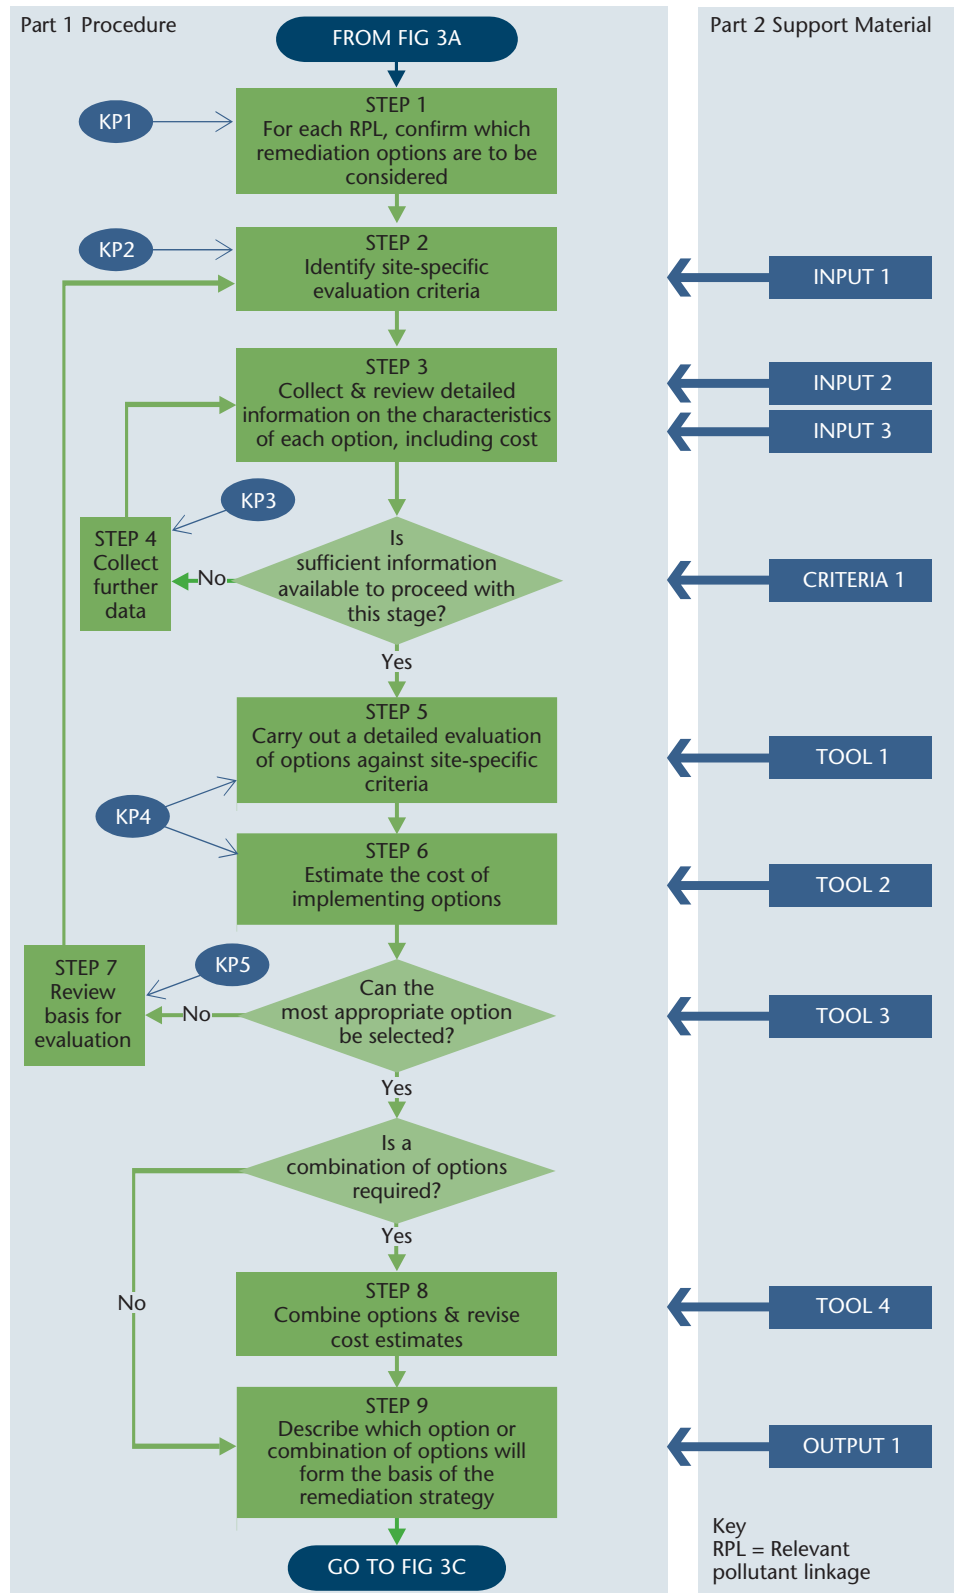 Part 1 Procedure
Part 2 Support Material
FROM FIG 3A
KP1
STEP 1
For each RPL, confirm which
remediation options are to be
considered
KP2
STEP 2
Identify site-specific
evaluation criteria
INPUT 1
STEP 3
Collect & review detailed
information on the characteristics
of each option, including cost
INPUT 2
INPUT 3
KP3
STEP 4
Collect
further
data
No
Is
sufficient information
available to proceed with
this stage?
CRITERIA 1
Yes
STEP 5
Carry out a detailed evaluation
of options against site-specific
criteria
TOOL 1
KP4
STEP 6
Estimate the cost of
implementing options
TOOL 2
KP5
STEP 7
Review
basis for
evaluation
No
Can the
most appropriate option
be selected?
TOOL 3
Yes
Is a
combination of options
required?
Yes
No
STEP 8
Combine options & revise
cost estimates
TOOL 4
STEP 9
Describe which option or
combination of options will
form the basis of the
remediation strategy
OUTPUT 1
GO TO FIG 3C
Key
RPL = Relevant
pollutant linkage